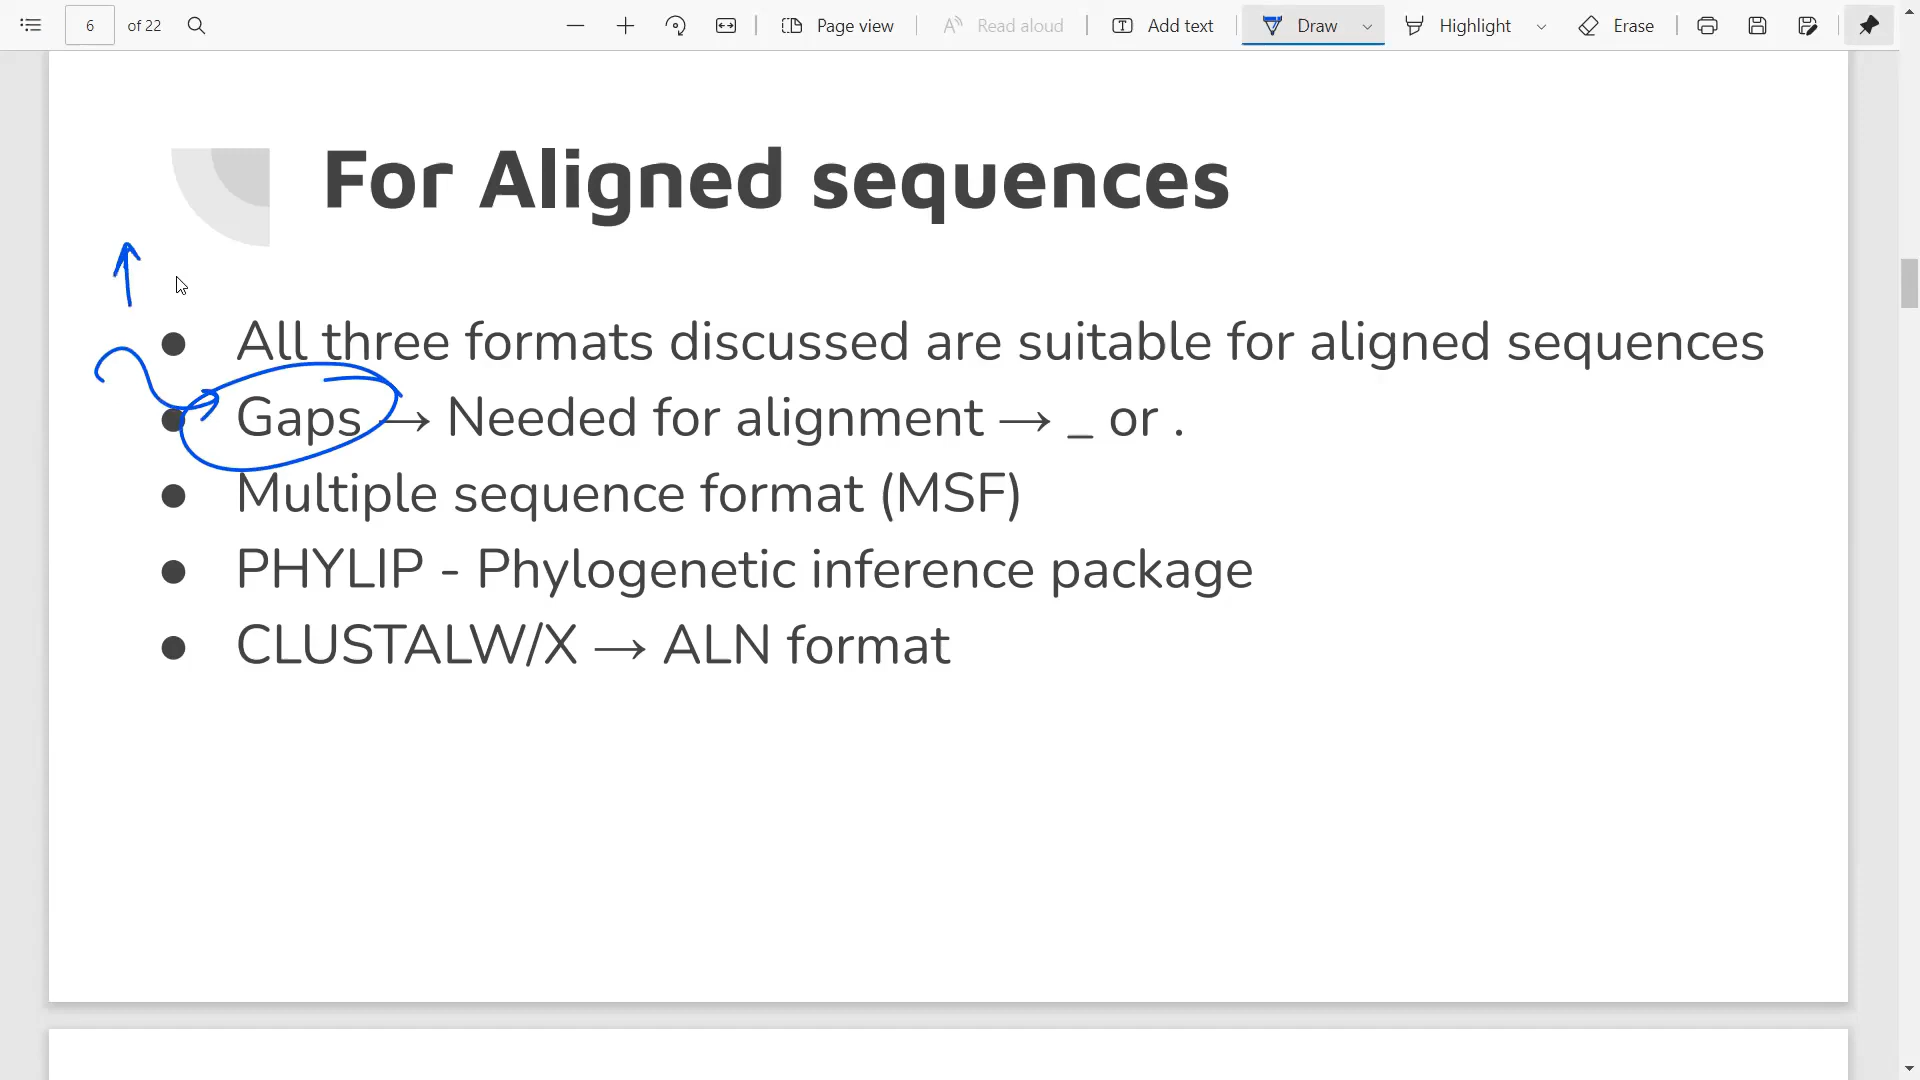 6 of 22 Page view Read aloud Add text Draw Highlight Erase
For Aligned sequences
● All three formats discussed are suitable for aligned sequences
● Gaps → Needed for alignment → _ or .
● Multiple sequence format (MSF)
● PHYLIP - Phylogenetic inference package
● CLUSTALW/X → ALN format